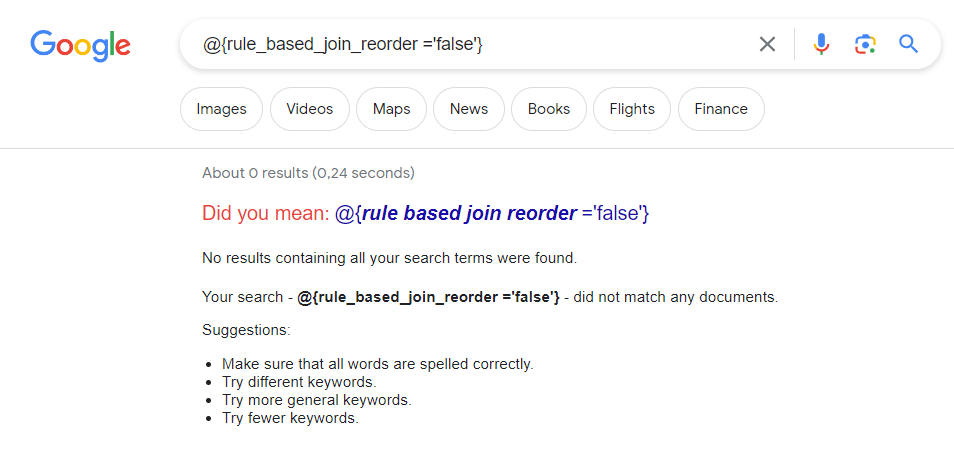 Google
@{rule_based_join_reorder ='false'}
Images
Videos
Maps
News
Books
Flights
Finance
About 0 results (0,24 seconds)
Did you mean: @{rule based join reorder ='false'}
No results containing all your search terms were found.
Your search - @{rule_based_join_reorder ='false'} - did not match any documents.
Suggestions:
• Make sure that all words are spelled correctly.
• Try different keywords.
• Try more general keywords.
• Try fewer keywords.